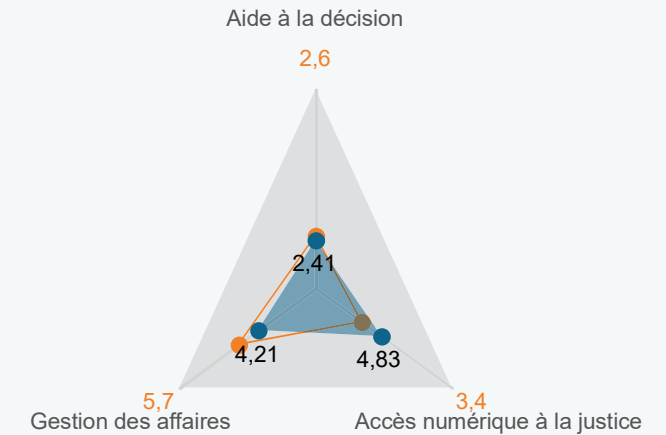 Aide à la décision
2,6
2,41
4,21
4,83
5,7
3,4
Gestion des affaires
Accès numérique à la justice